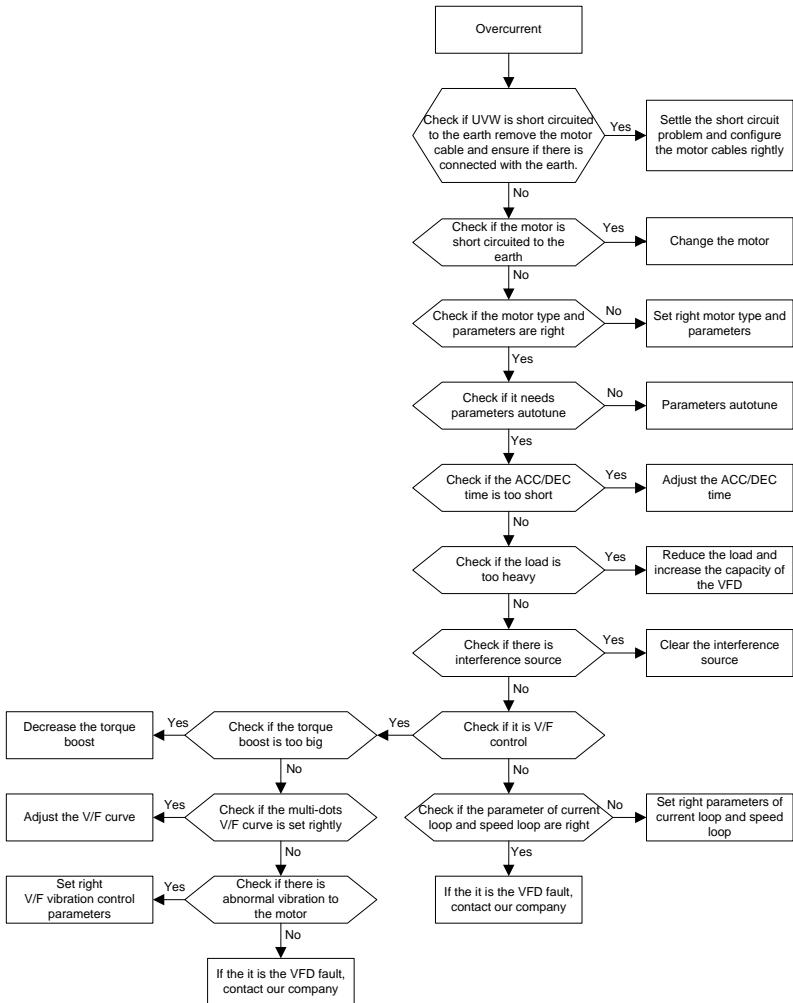 Overcurrent
Check if UVW is short circuited
to the earth remove the motor
cable and ensure if there is
connected with the earth.
Yes
Settle the short circuit
problem and configure
the motor cables rightly
No
Check if the motor is
short circuited to the
earth
Yes
Change the motor
No
Check if the motor type and
parameters are right
No
Set right motor type and
parameters
Yes
Check if it needs
parameters autotune
No
Parameters autotune
Yes
Check if the ACC/DEC
time is too short
Yes
Adjust the ACC/DEC
time
No
Check if the load is
too heavy
Yes
Reduce the load and
increase the capacity of
the VFD
No
Check if there is
interference source
Yes
Clear the interference
source
No
Check if it is V/F
control
Yes
Check if the torque
boost is too big
Yes
Decrease the torque
boost
No
Check if the multi-dots
V/F curve is set rightly
Yes
Adjust the V/F curve
No
Check if there is
abnormal vibration to
the motor
Yes
Set right
V/F vibration control
parameters
No
If the it is the VFD fault,
contact our company
No
Check if the parameter of current
loop and speed loop are right
No
Set right parameters of
current loop and speed
loop
Yes
If the it is the VFD fault,
contact our company